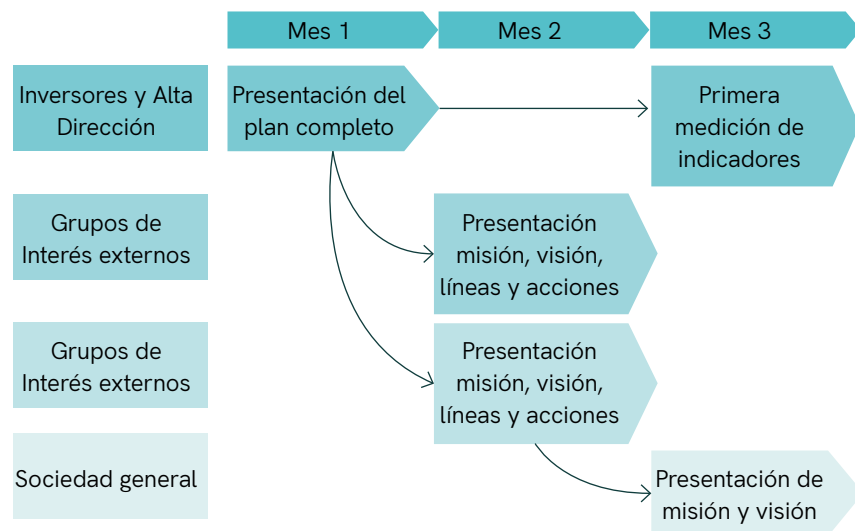 Mes 1
Mes 2
Mes 3
Inversores y Alta
Dirección
Presentación del
plan completo
Primera
medición de
indicadores
Grupos de
Interés externos
Presentación
misión, visión,
líneas y acciones
Grupos de
Interés externos
Presentación
misión, visión,
líneas y acciones
Sociedad general
Presentación de
misión y visión